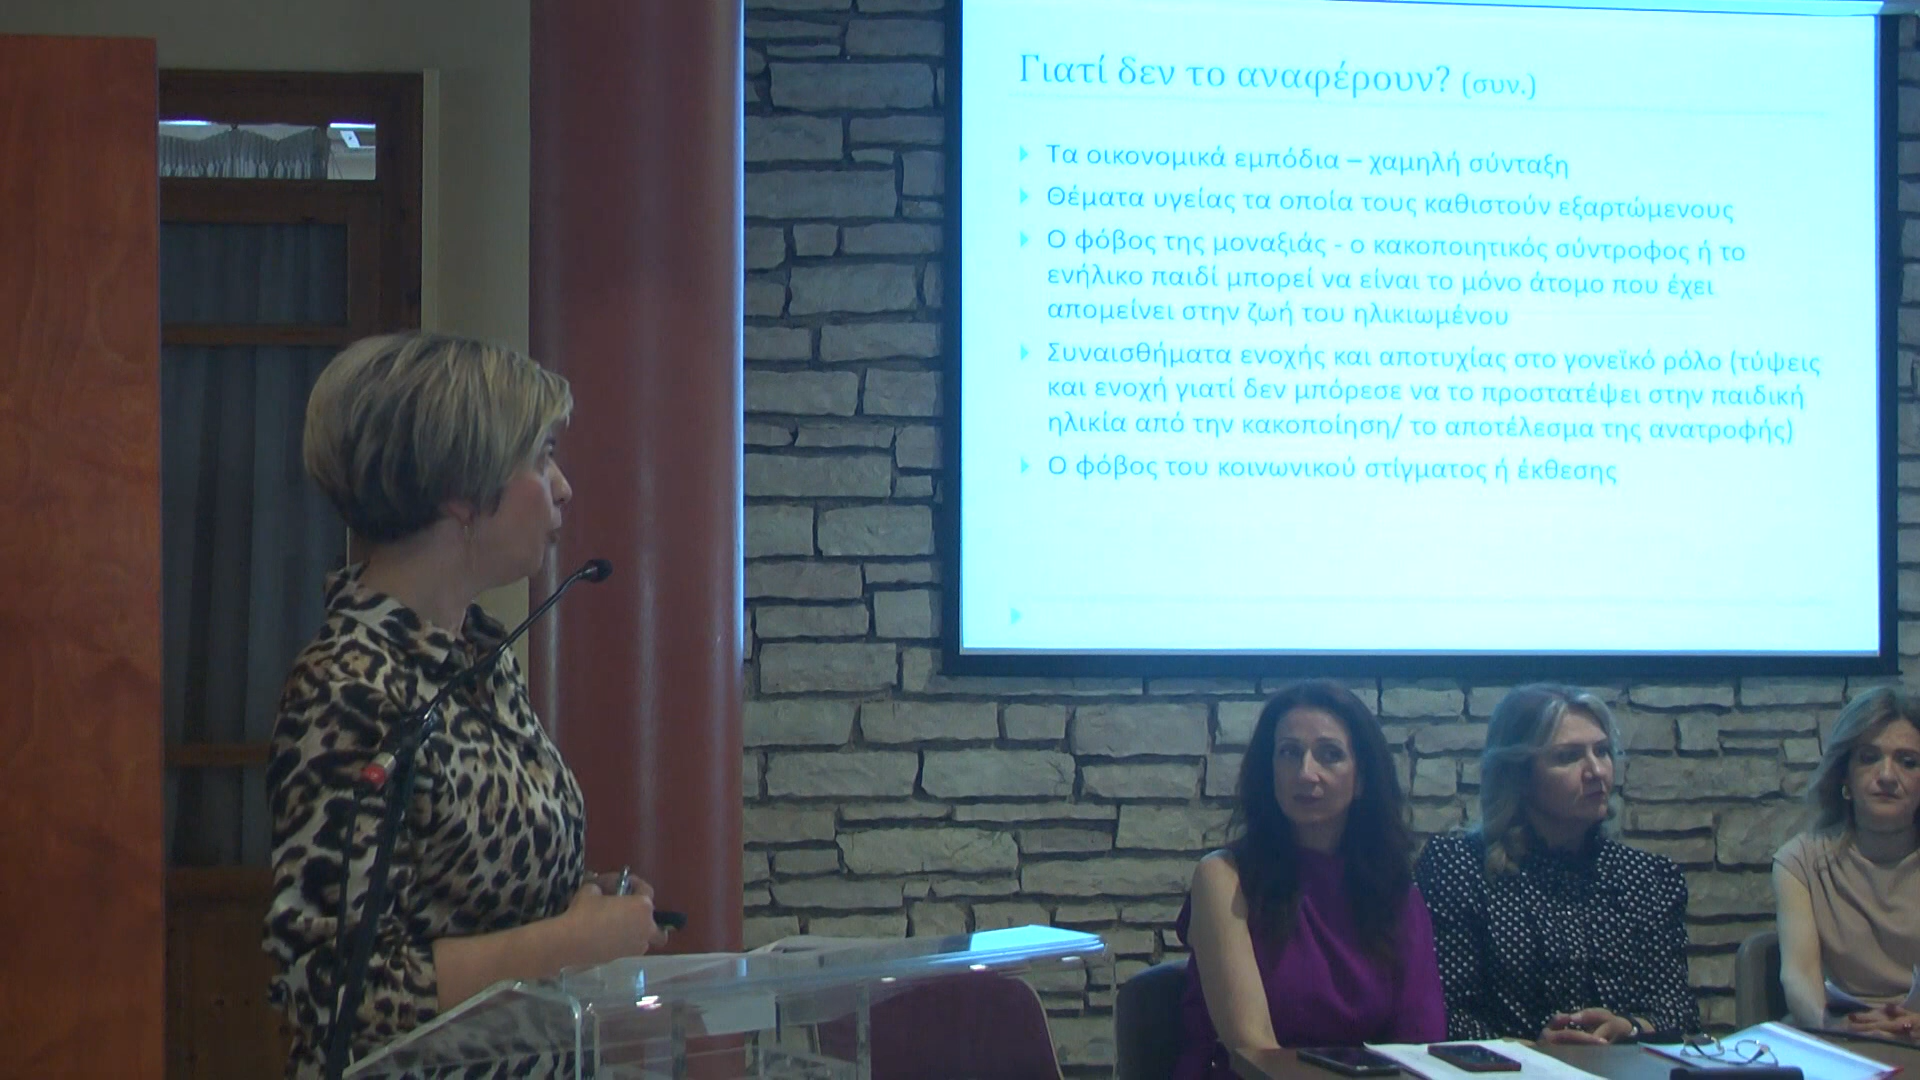 Γιατί δεν το αναφέρουν? (συν.)
Τα οικονομικά εμπόδια – χαμηλή σύνταξη
Θέματα υγείας τα οποία τους καθιστούν εξαρτώμενους
Ο φόβος της μοναξιάς - ο κακοποιητικός σύντροφος ή το
ενήλικο παιδί μπορεί να είναι το μόνο άτομο που έχει
απομείνει στην ζωή του ηλικιωμένου
Συναισθήματα ενοχής και αποτυχίας στο γονεϊκό ρόλο (τύψεις
και ενοχή γιατί δεν μπόρεσε να το προστατέψει στην παιδική
ηλικία από την κακοποίηση/ το αποτέλεσμα της ανατροφής)
Ο φόβος του κοινωνικού στίγματος ή έκθεσης